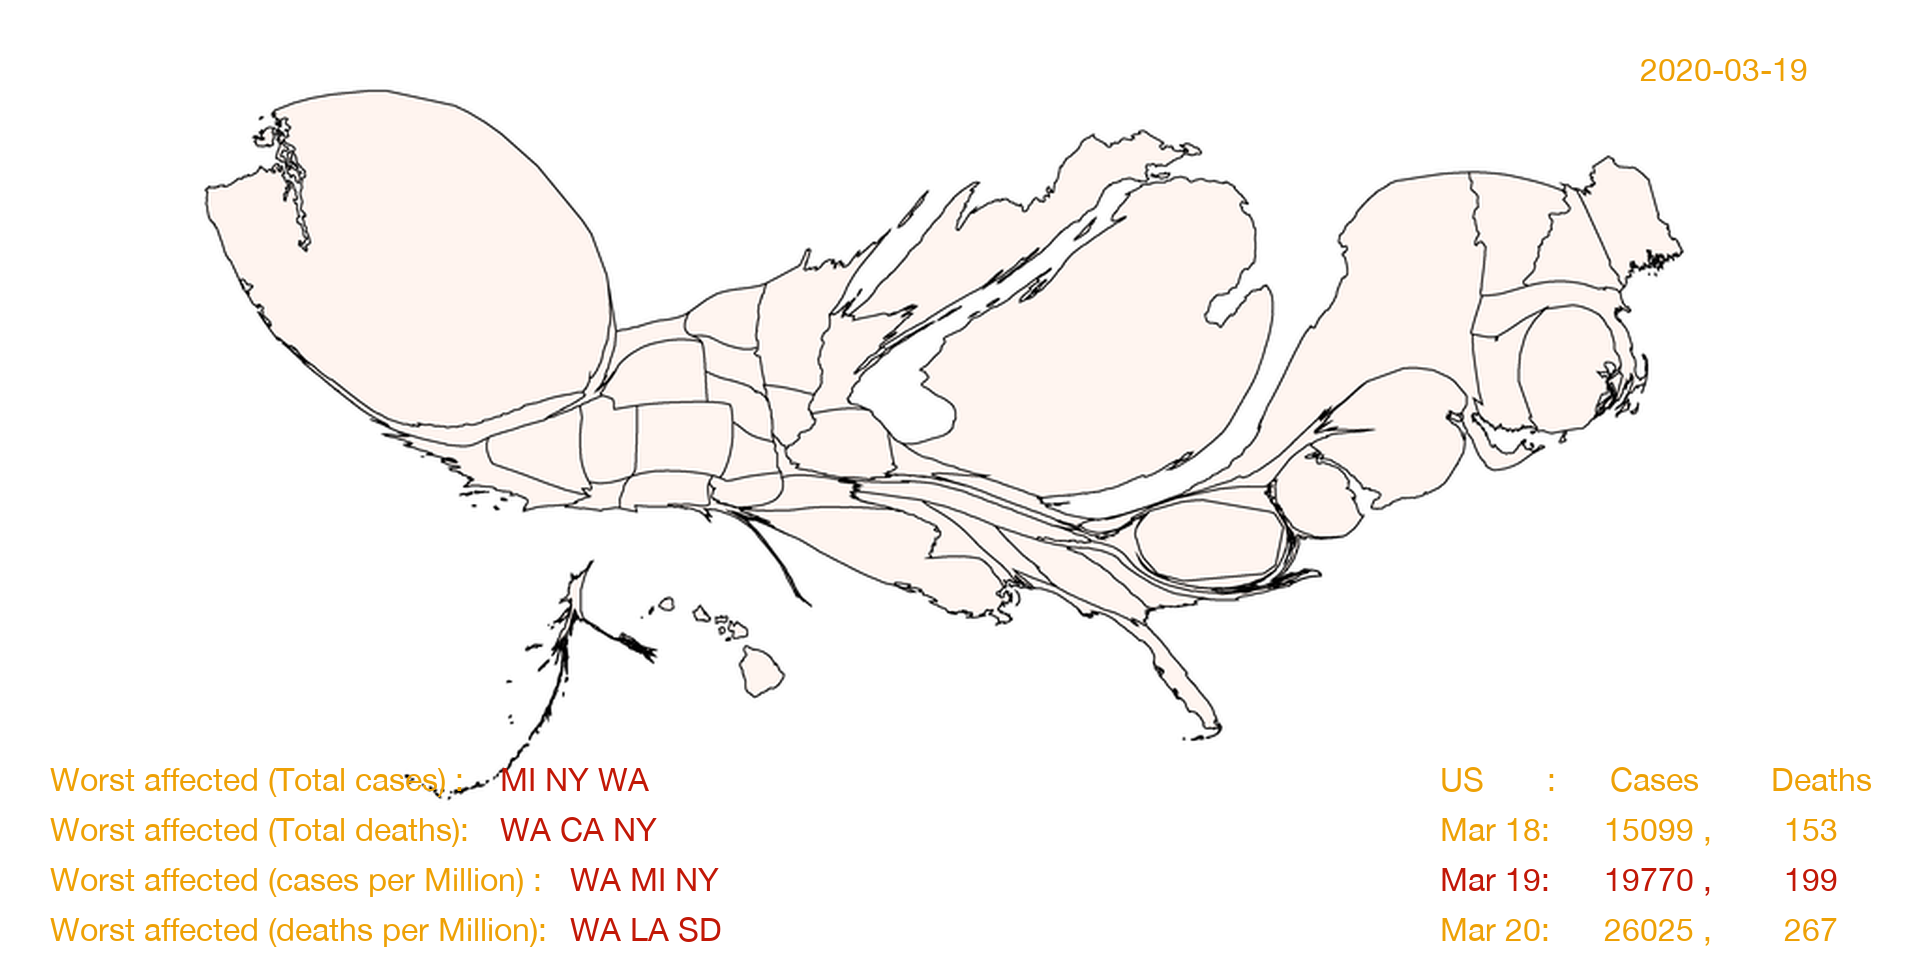 2020-03-19
Worst affected (Total cases) : MI NY WA
Worst affected (Total deaths): WA CA NY
Worst affected (cases per Million) : WA MI NY
Worst affected (deaths per Million): WA LA SD
US : Cases Deaths
Mar 18: 15099 , 153
Mar 19: 19770 , 199
Mar 20: 26025 , 267